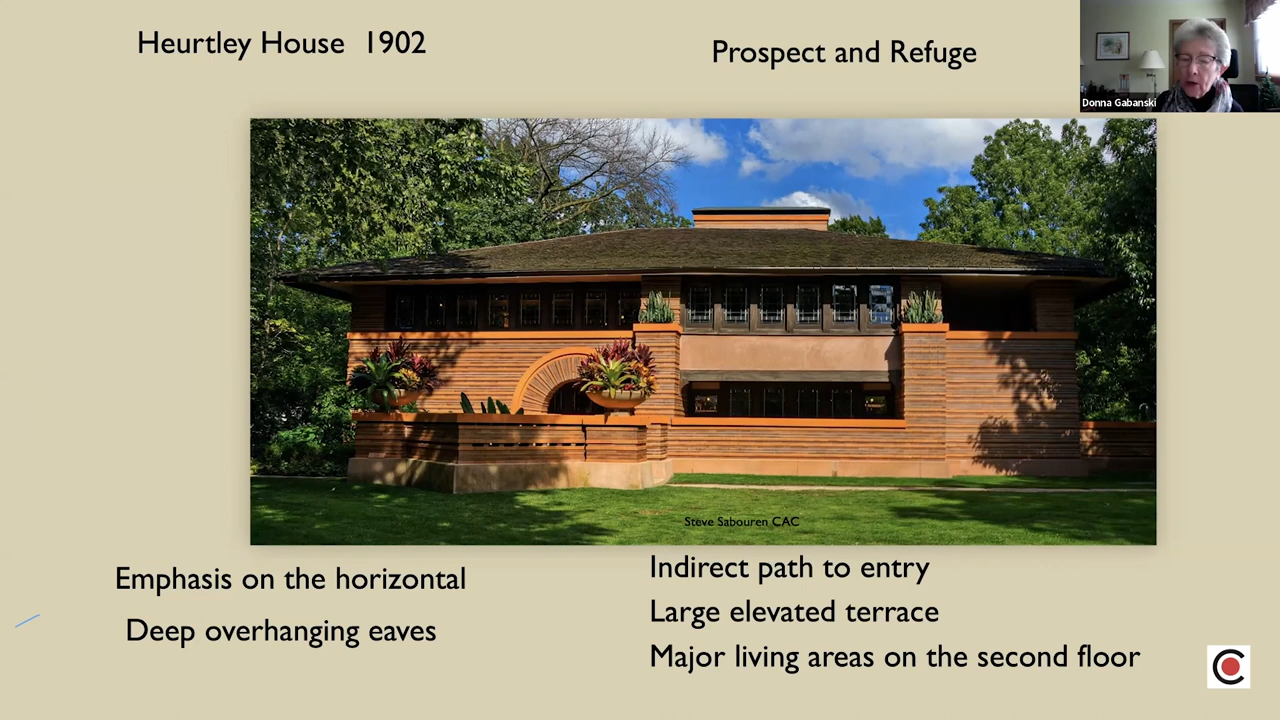 Heurtley House 1902
Prospect and Refuge
Donna Gabanski
Steve Sabouren CAC
Emphasis on the horizontal
Deep overhanging eaves
Indirect path to entry
Large elevated terrace
Major living areas on the second floor